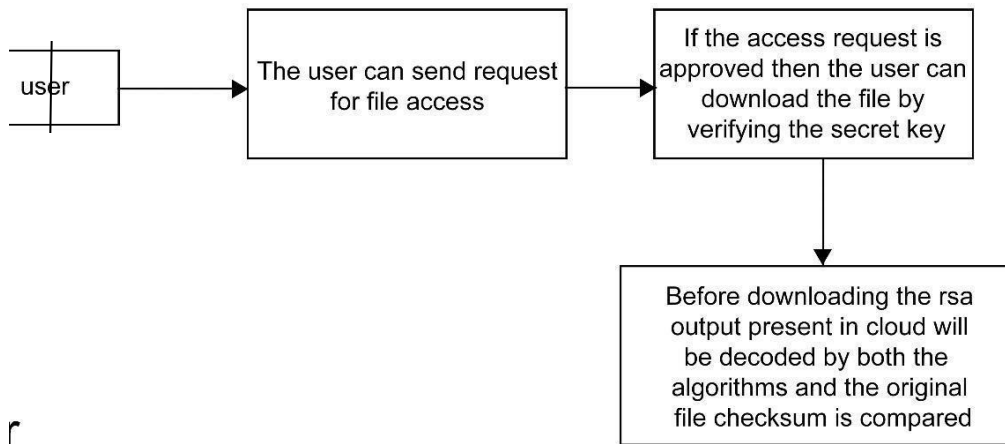 user
The user can send request
for file access
If the access request is
approved then the user can
download the file by
verifying the secret key
Before downloading the rsa
output present in cloud will
be decoded by both the
algorithms and the original
file checksum is compared
r